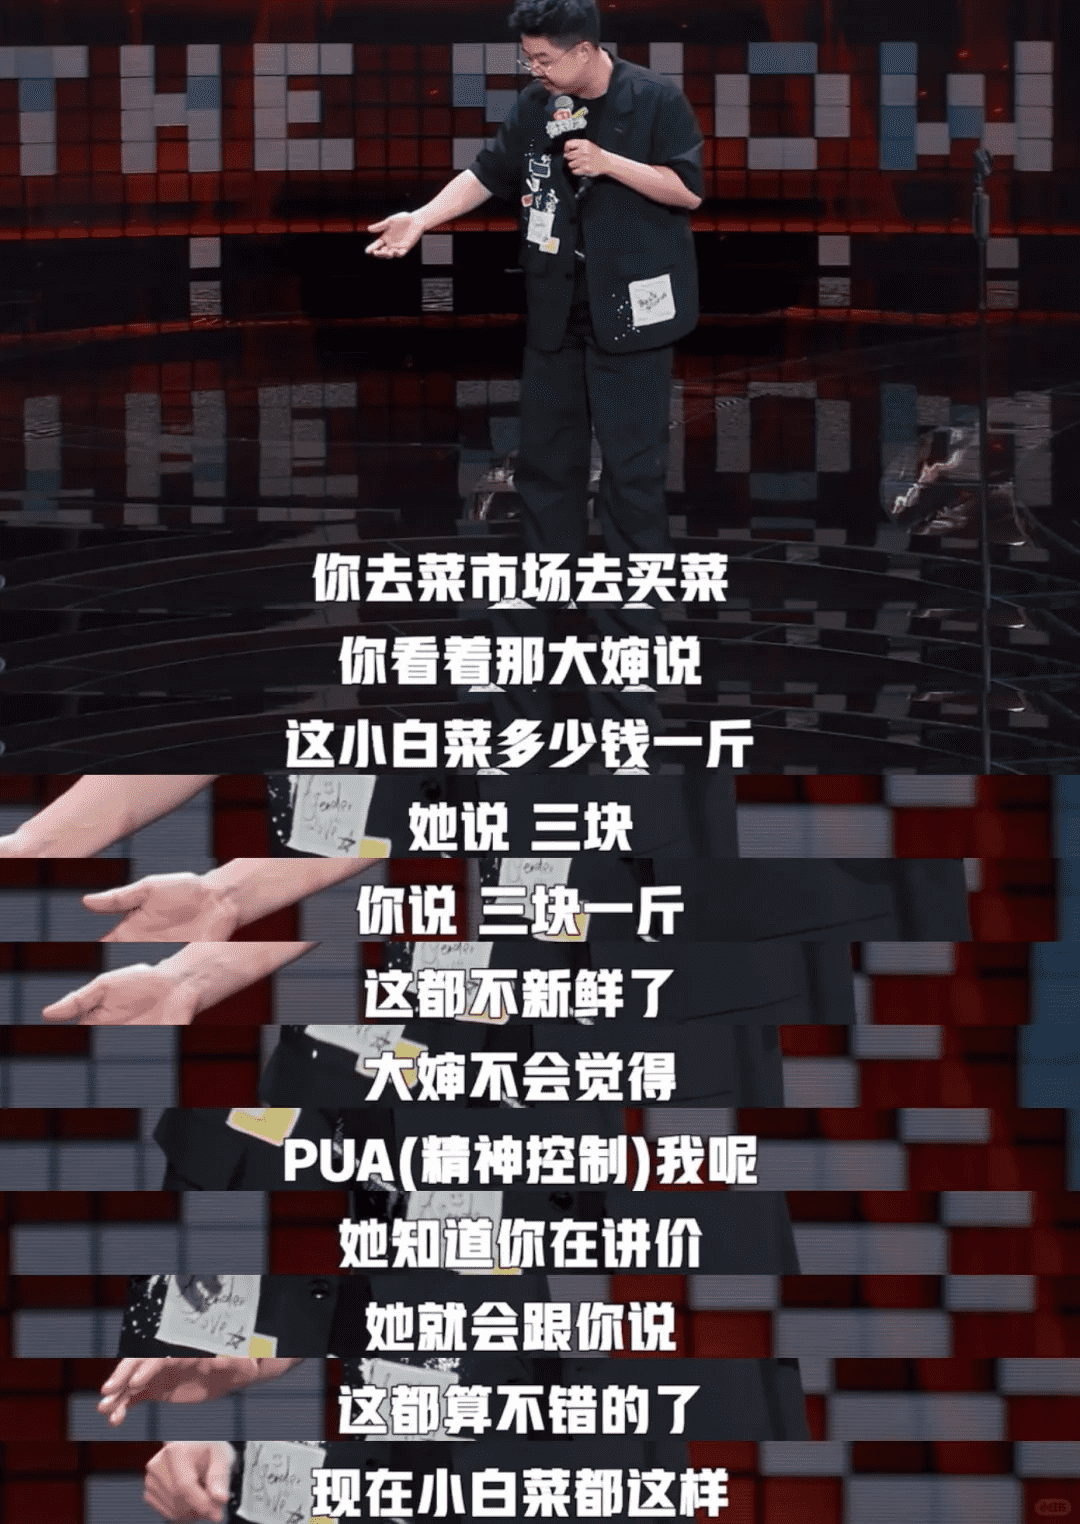 THE SHOW
你去菜市场去买菜
你看着那大婶说
这小白菜多少钱一斤
她说 三块
你说 三块一斤
这都不新鲜了
大婶不会觉得
PUA(精神控制)我呢
她知道你在讲价
她就会跟你说
这都算不错的了
现在小白菜都这样